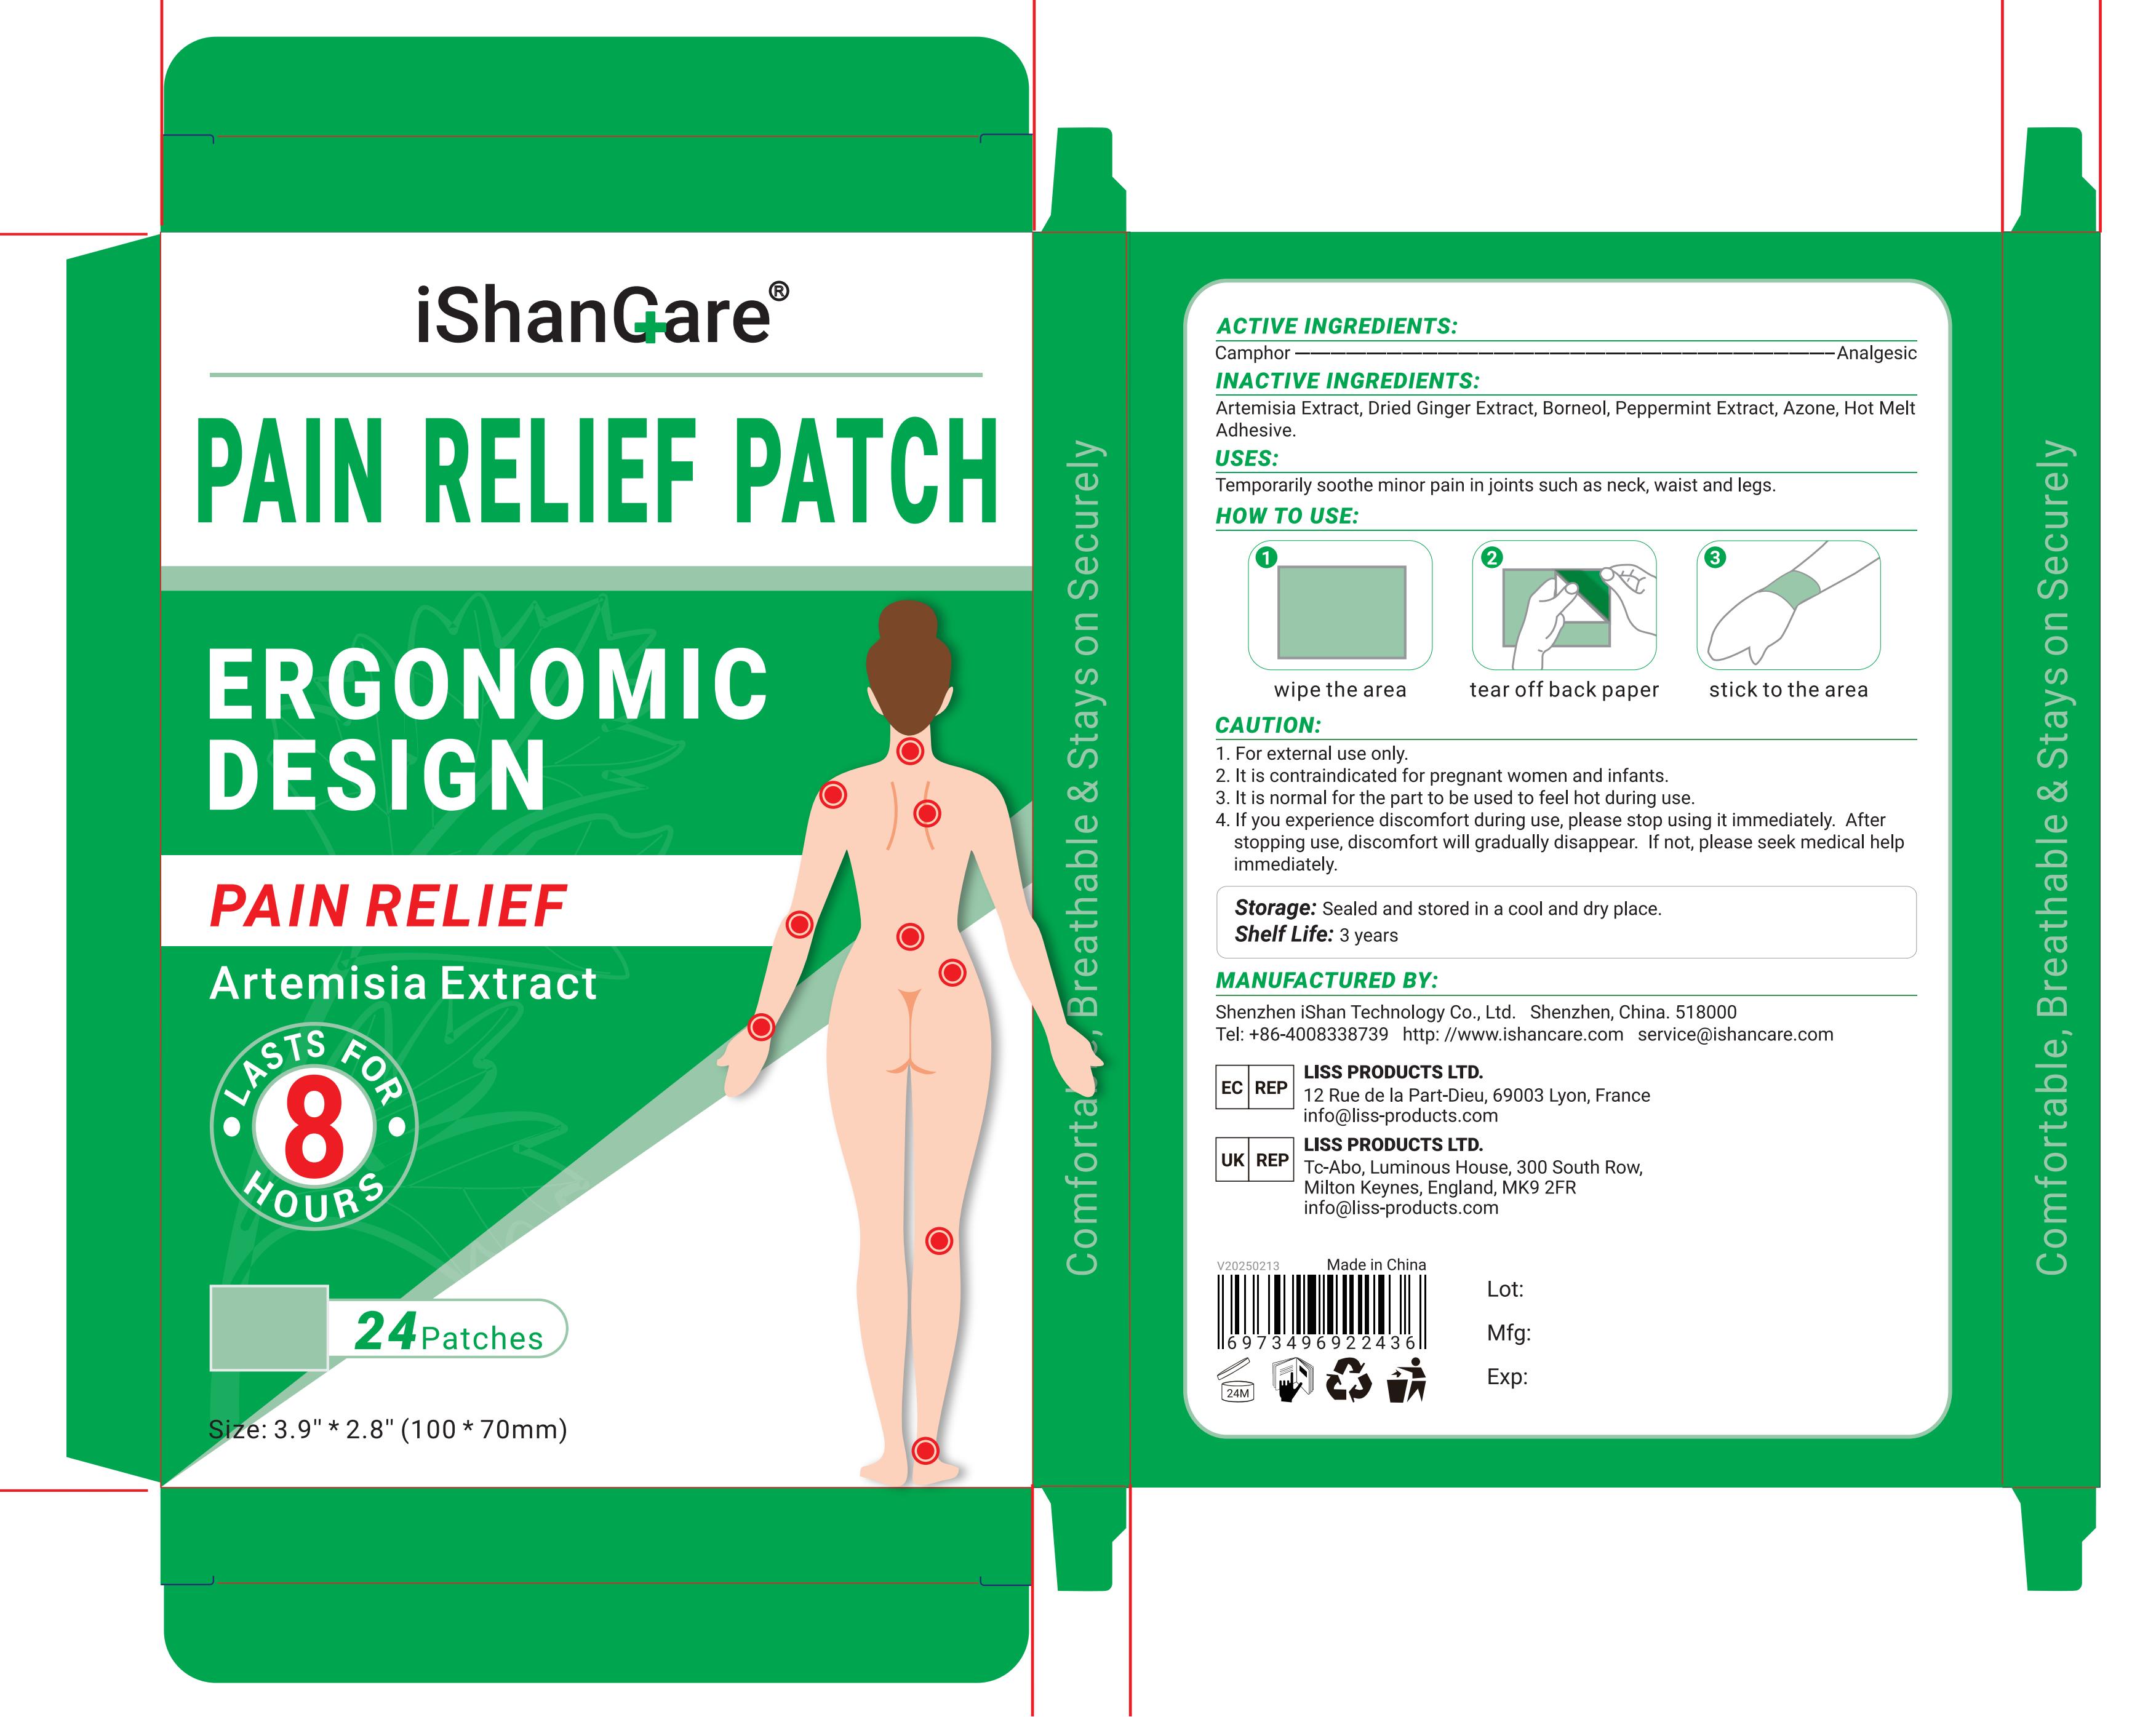 iShanCare®
PAIN RELIEF PATCH
ERGONOMIC
DESIGN
PAIN RELIEF
Artemisia Extract
LASTS FOR
8
HOURS
24 Patches
Size: 3.9" * 2.8" (100 * 70mm)
Comfortable, Breathable & Stays on Securely
ACTIVE INGREDIENTS:
Camphor Analgesic
INACTIVE INGREDIENTS:
Artemisia Extract, Dried Ginger Extract, Borneol, Peppermint Extract, Azone, Hot Melt
Adhesive.
USES:
Temporarily soothe minor pain in joints such as neck, waist and legs.
HOW TO USE:
1 2 3
wipe the area tear off back paper stick to the area
CAUTION:
1. For external use only.
2. It is contraindicated for pregnant women and infants.
3. It is normal for the part to be used to feel hot during use.
4. If you experience discomfort during use, please stop using it immediately. After
stopping use, discomfort will gradually disappear. If not, please seek medical help
immediately.
Storage: Sealed and stored in a cool and dry place.
Shelf Life: 3 years
MANUFACTURED BY:
Shenzhen iShan Technology Co., Ltd. Shenzhen, China. 518000
Tel: +86-4008338739 http: //www.ishancare.com service@ishancare.com
EC REP
LISS PRODUCTS LTD.
12 Rue de la Part-Dieu, 69003 Lyon, France
info@liss-products.com
UK REP
LISS PRODUCTS LTD.
Tc-Abo, Luminous House, 300 South Row,
Milton Keynes, England, MK9 2FR
info@liss-products.com
V20250213 Made in China
6973496922436
24M
Lot:
Mfg:
Exp:
Comfortable, Breathable & Stays on Securely